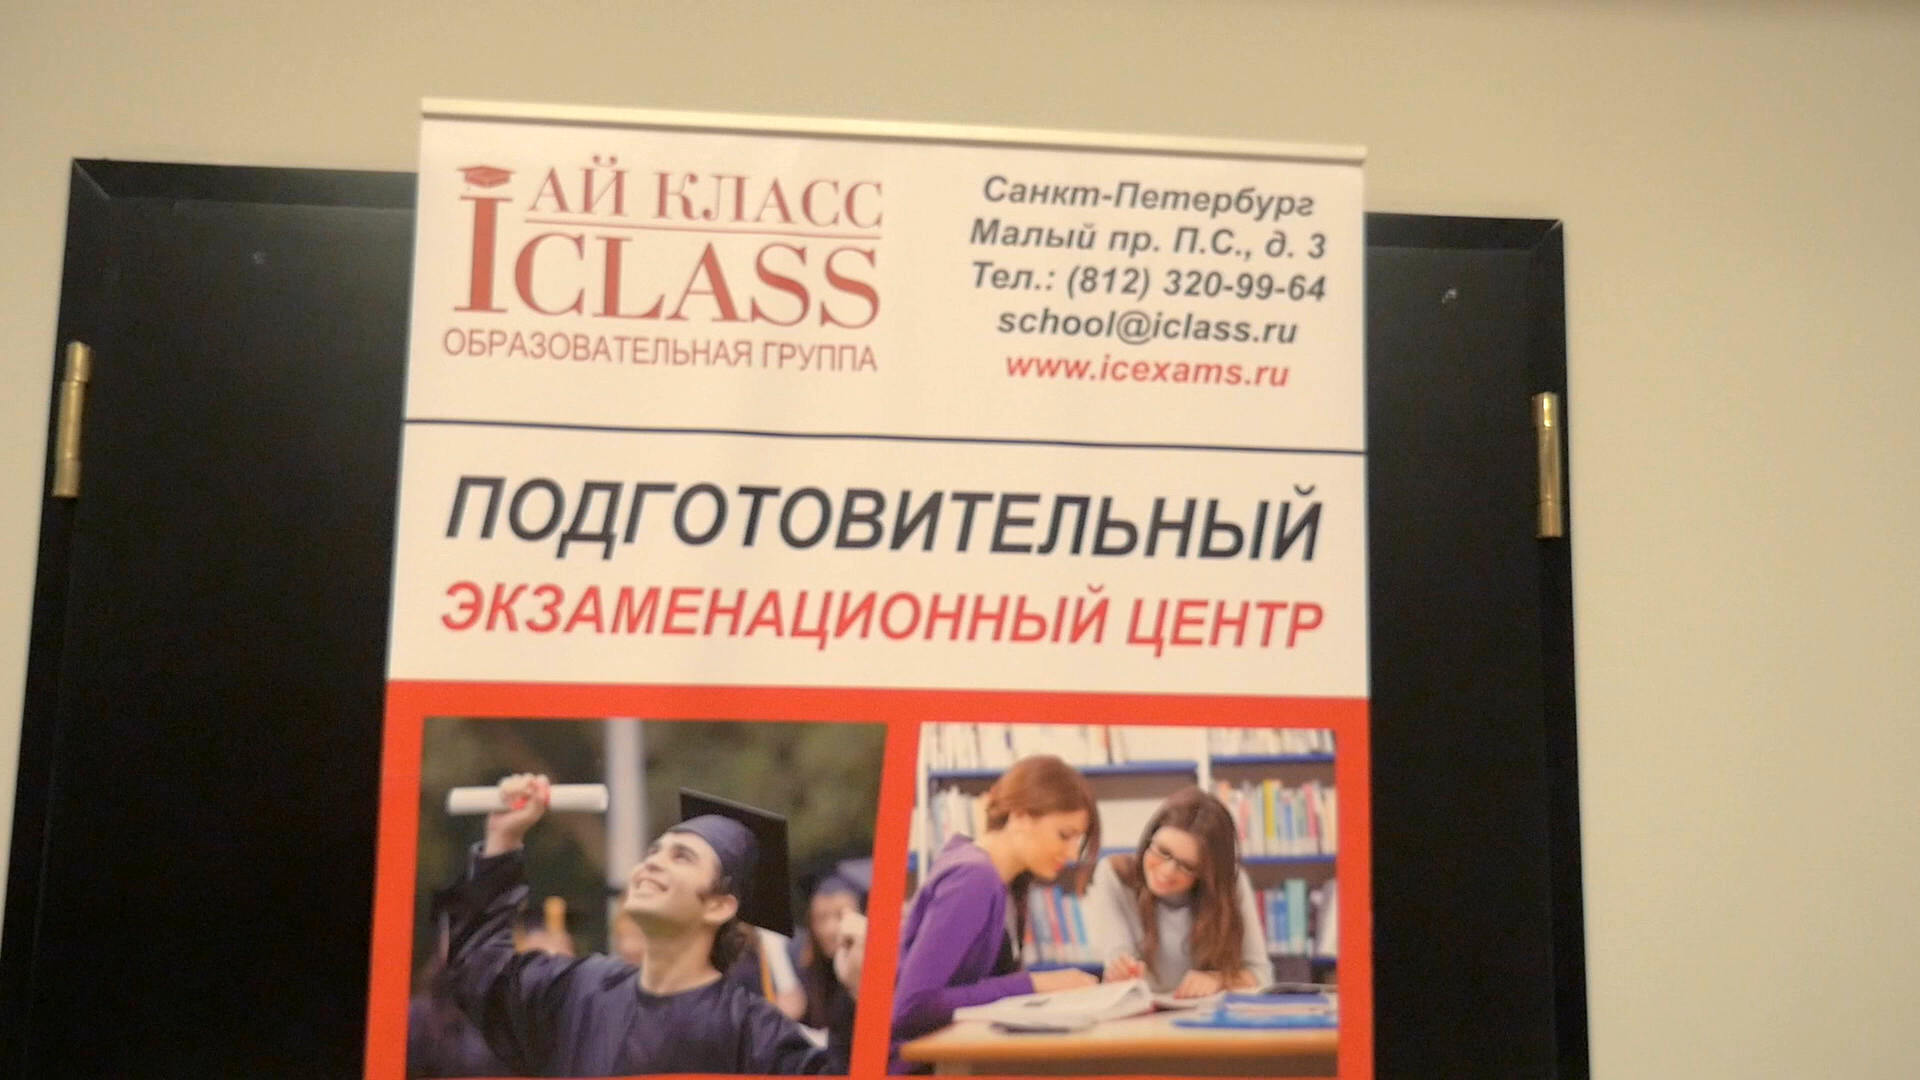 АЙ КЛАСС
ICLASS
ОБРАЗОВАТЕЛЬНАЯ ГРУППА
Санкт-Петербург
Малый пр. П.С., д. 3
Тел.: (812) 320-99-64
school@iclass.ru
www.icexams.ru
ПОДГОТОВИТЕЛЬНЫЙ
ЭКЗАМЕНАЦИОННЫЙ ЦЕНТР